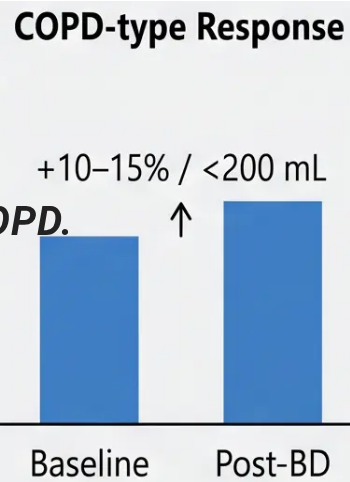 COPD-type Response
+10–15% / <200 mL
OPD.
Baseline Post-BD